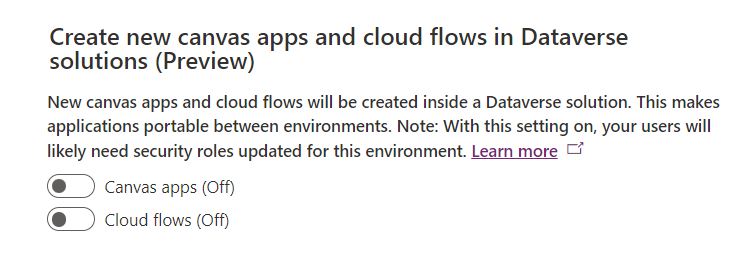 Create new canvas apps and cloud flows in Dataverse
solutions (Preview)
New canvas apps and cloud flows will be created inside a Dataverse solution. This makes
applications portable between environments. Note: With this setting on, your users will
likely need security roles updated for this environment. Learn more
Canvas apps (Off)
Cloud flows (Off)